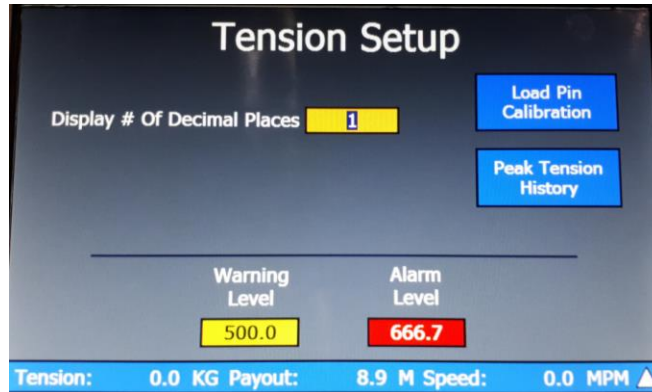 Tension Setup
Display # Of Decimal Places 1
Load Pin
Calibration
Peak Tension
History
Warning
Level
500.0
Alarm
Level
666.7
Tension: 0.0 KG Payout: 8.9 M Speed: 0.0 MPM